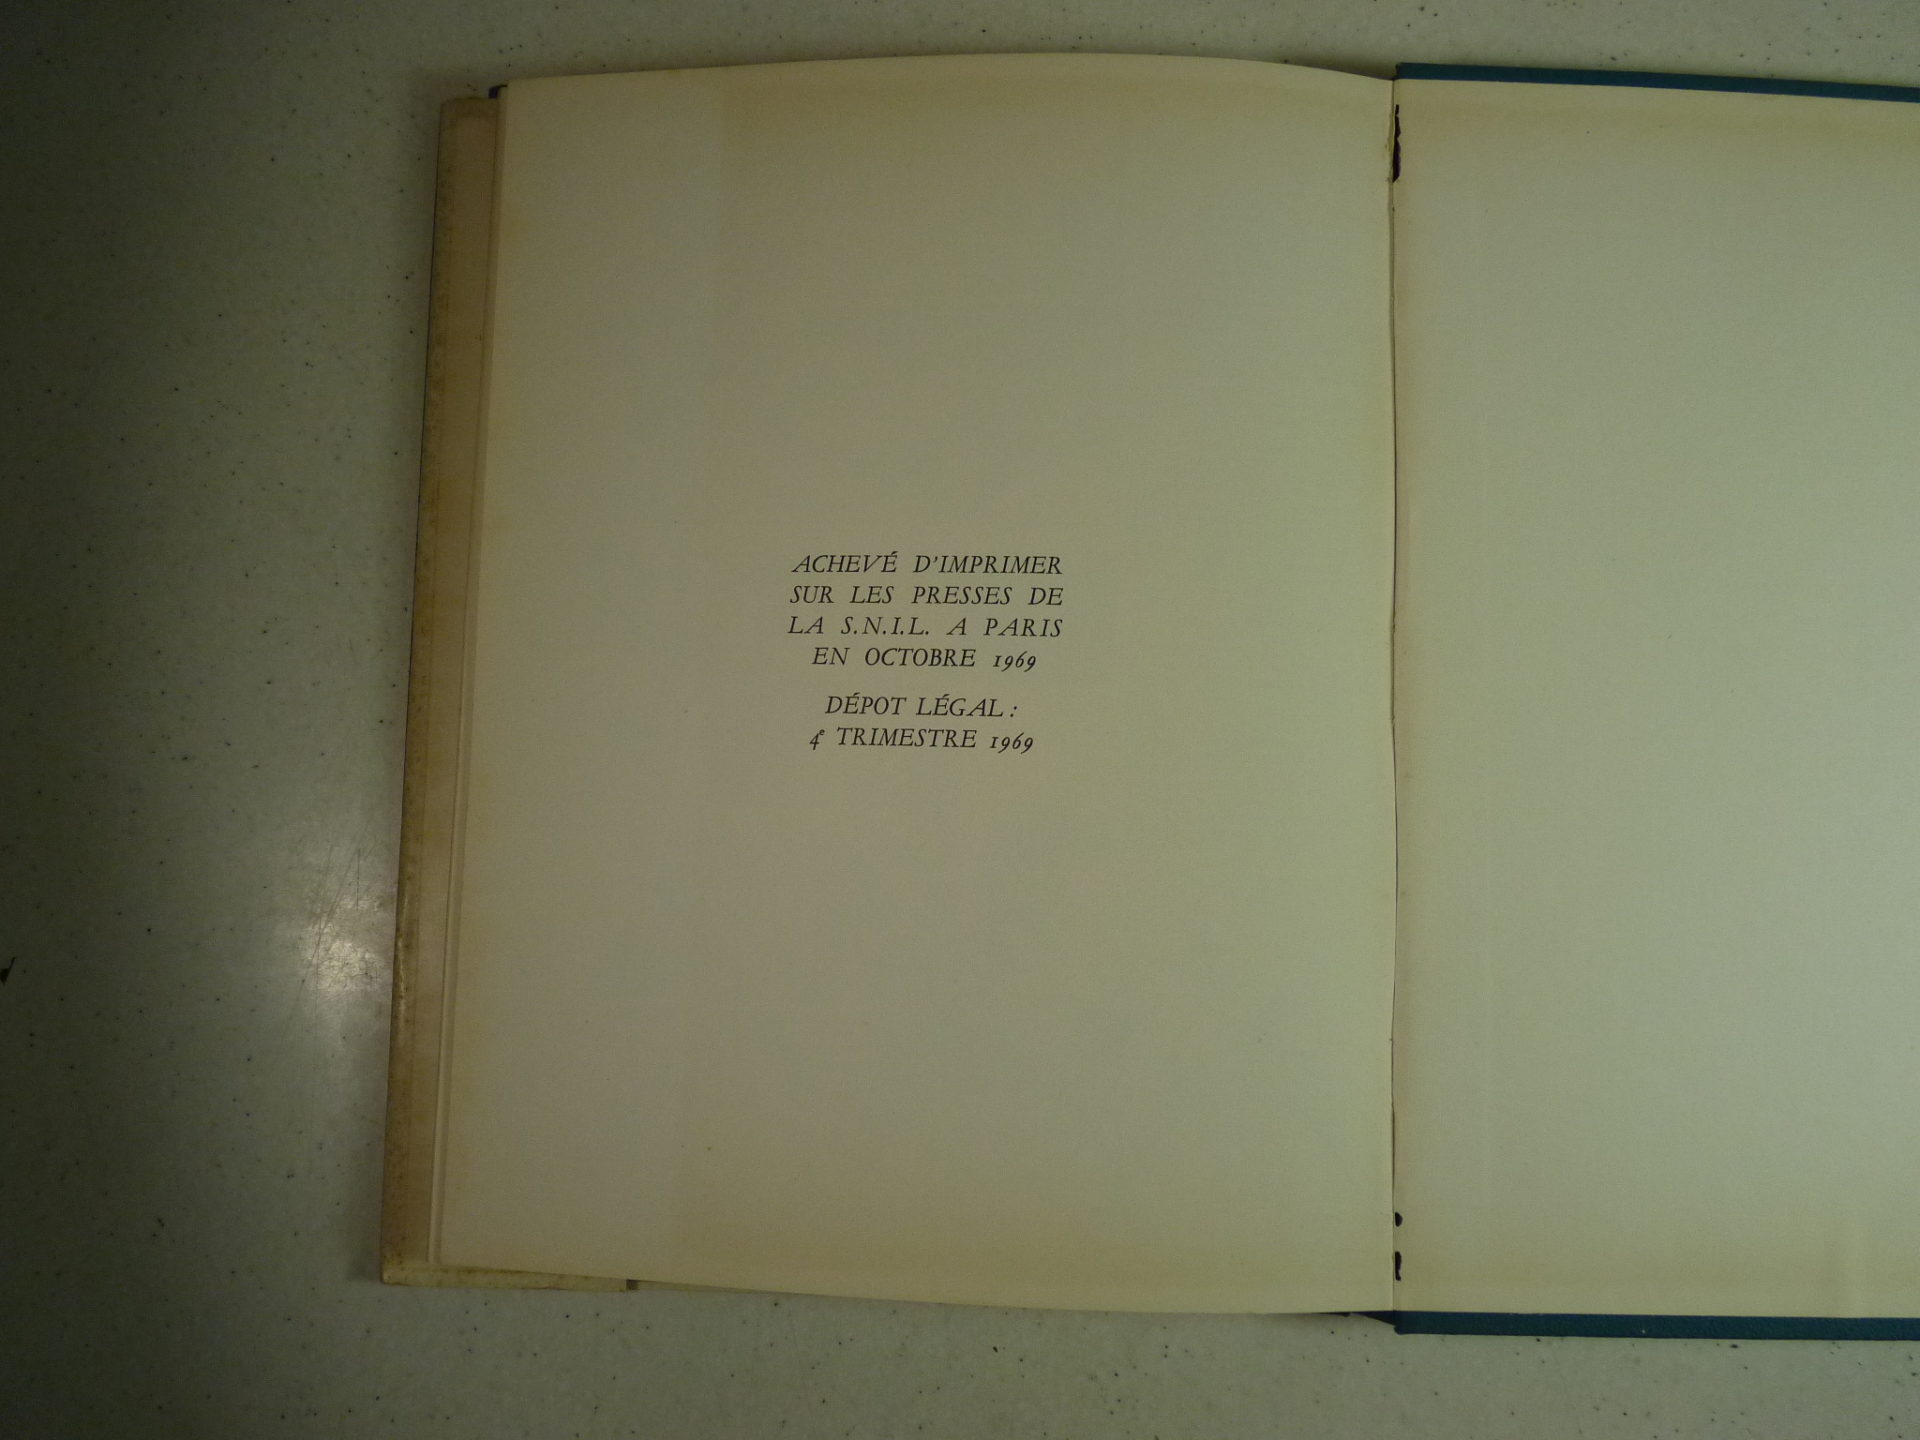 ACHEVÉ D'IMPRIMER
SUR LES PRESSES DE
LA S.N.I.L. A PARIS
EN OCTOBRE 1969
DÉPOT LÉGAL :
4e TRIMESTRE 1969